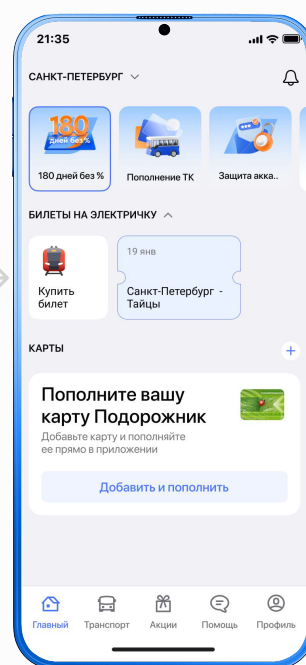 21:35
САНКТ-ПЕТЕРБУРГ
180
дней без%
180 дней без %
Пополнение ТК
Защита акка..
БИЛЕТЫ НА ЭЛЕКТРИЧКУ
Купить
билет
19 янв
Санкт-Петербург -
Тайцы
КАРТЫ
+
Пополните вашу
карту Подорожник
Добавьте карту и пополняйте
ее прямо в приложении
Добавить и пополнить
Главный
Транспорт
Акции
Помощь
Профиль